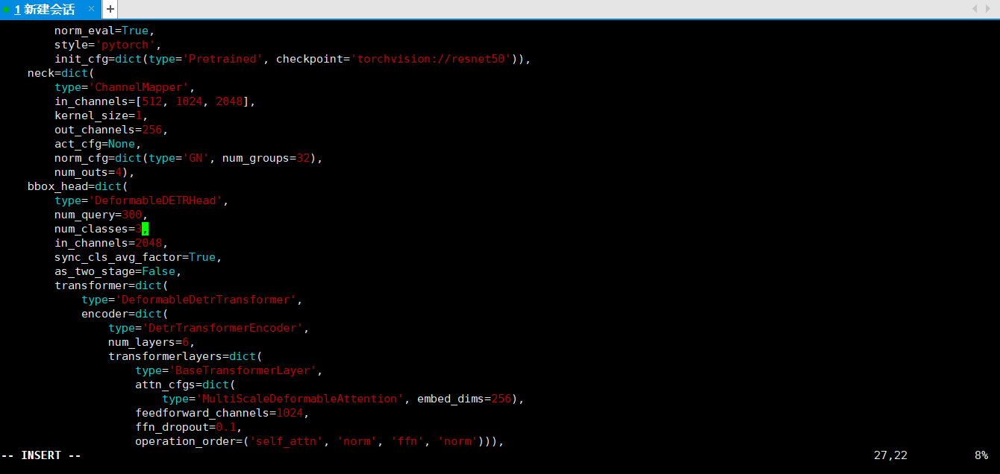 1 新建会话 × +
        norm_eval=True,
        style='pytorch',
        init_cfg=dict(type='Pretrained', checkpoint='torchvision://resnet50')),
    neck=dict(
        type='ChannelMapper',
        in_channels=[512, 1024, 2048],
        kernel_size=1,
        out_channels=256,
        act_cfg=None,
        norm_cfg=dict(type='GN', num_groups=32),
        num_outs=4),
    bbox_head=dict(
        type='DeformableDETRHead',
        num_query=300,
        num_classes=3,
        in_channels=2048,
        sync_cls_avg_factor=True,
        as_two_stage=False,
        transformer=dict(
            type='DeformableDetrTransformer',
            encoder=dict(
                type='DetrTransformerEncoder',
                num_layers=6,
                transformerlayers=dict(
                    type='BaseTransformerLayer',
                    attn_cfgs=dict(
                        type='MultiScaleDeformableAttention', embed_dims=256),
                    feedforward_channels=1024,
                    ffn_dropout=0.1,
                    operation_order=('self_attn', 'norm', 'ffn', 'norm'))),
-- INSERT -- 27,22 8%